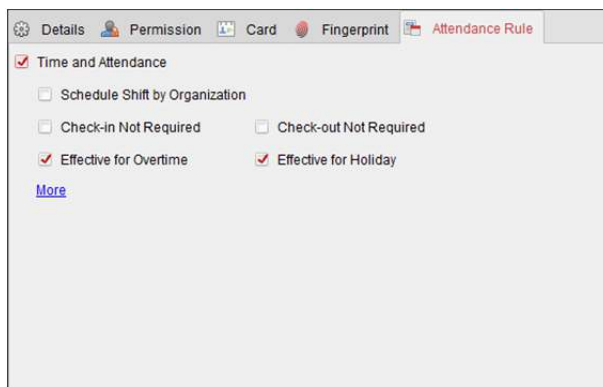 Details Permission Card Fingerprint Attendance Rule
Time and Attendance
Schedule Shift by Organization
Check-in Not Required Check-out Not Required
Effective for Overtime Effective for Holiday
More